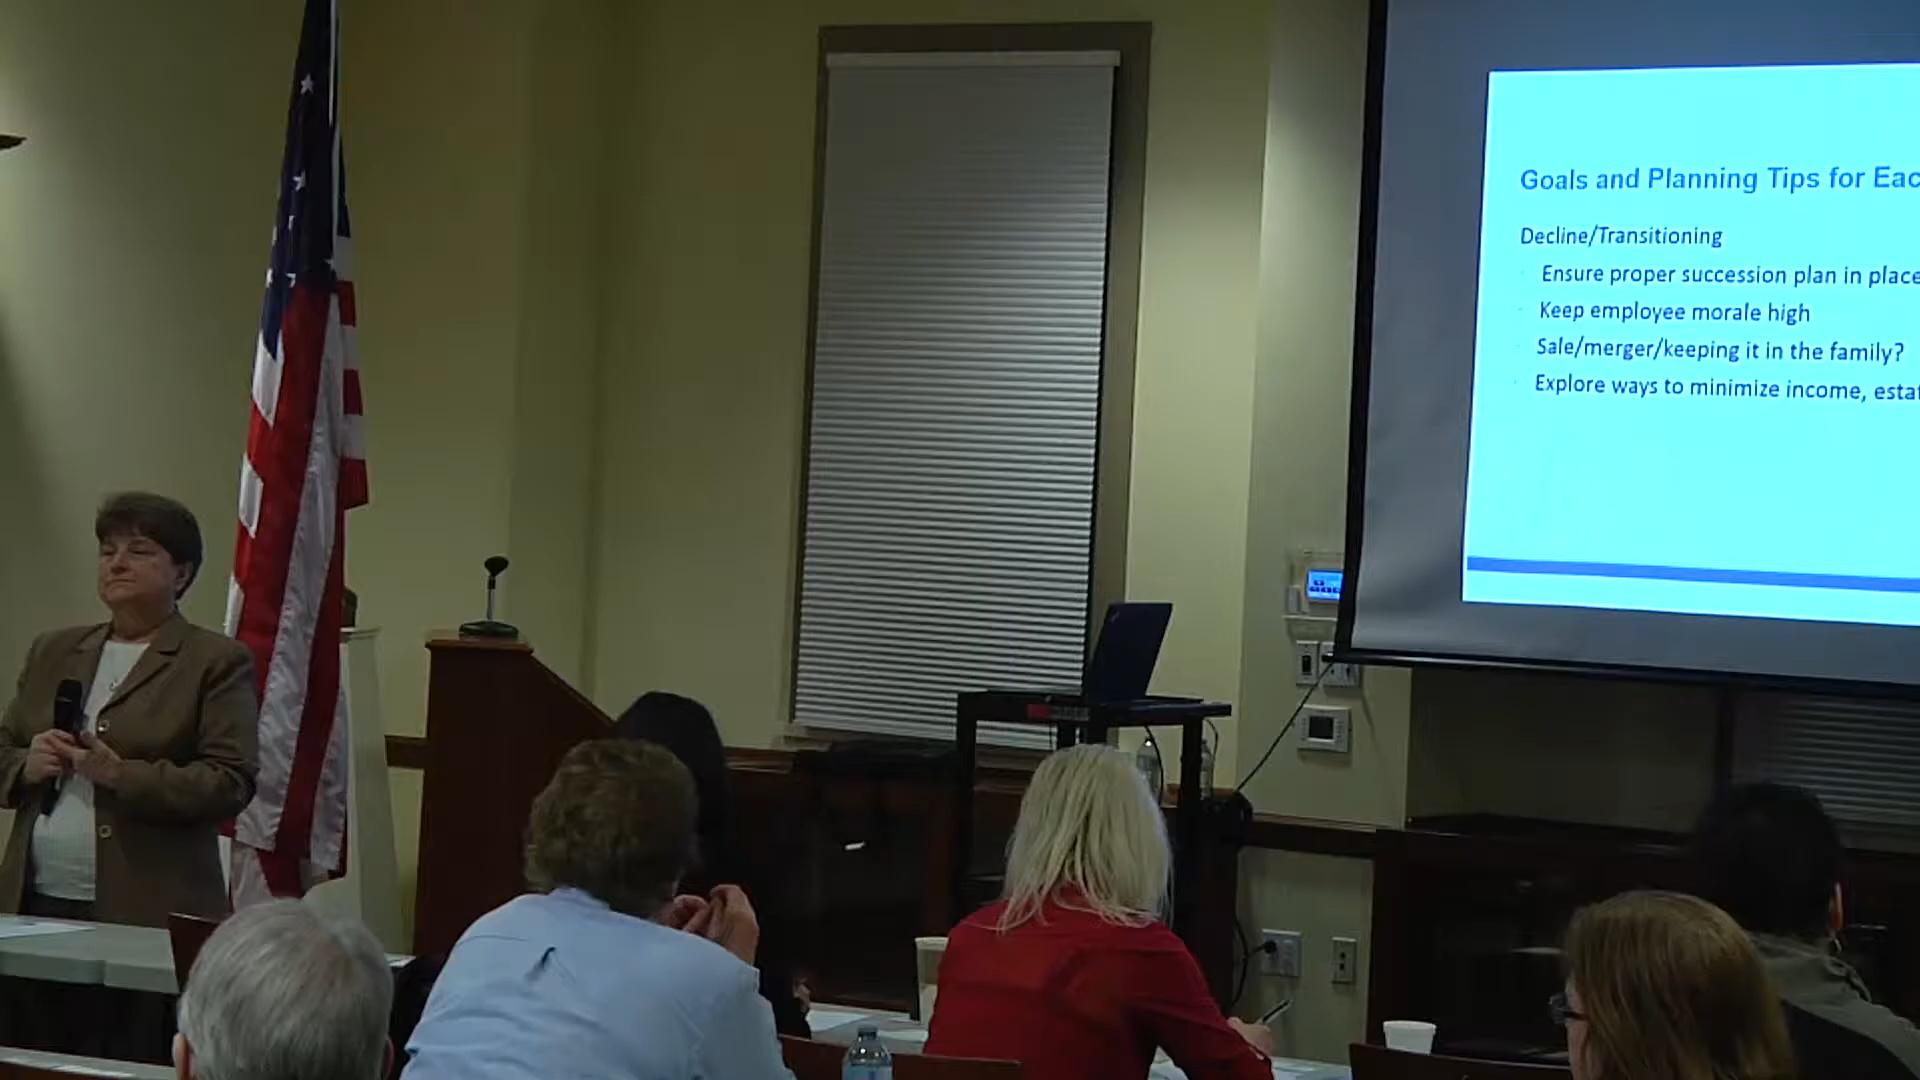 Goals and Planning Tips for Eac
Decline/Transitioning
Ensure proper succession plan in place
Keep employee morale high
Sale/merger/keeping it in the family?
Explore ways to minimize income, esta